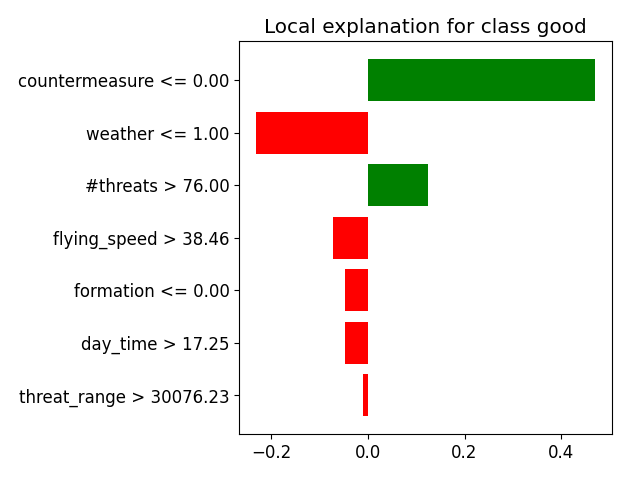 Local explanation for class good
countermeasure <= 0.00
weather <= 1.00
#threats > 76.00
flying_speed > 38.46
formation <= 0.00
day_time > 17.25
threat_range > 30076.23
−0.2 0.0 0.2 0.4